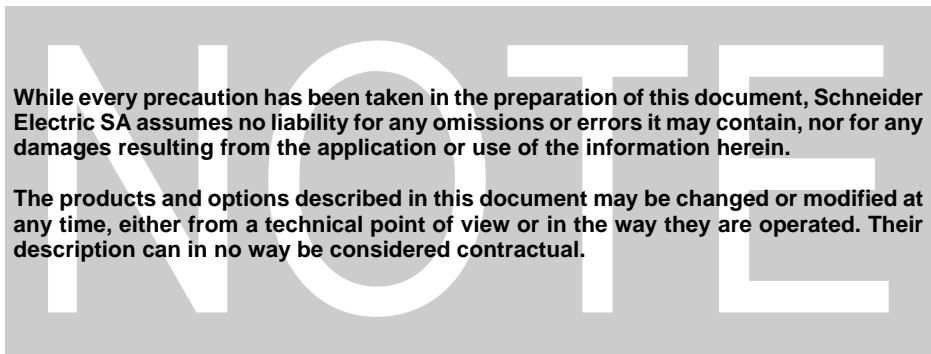 NOTE
While every precaution has been taken in the preparation of this document, Schneider
Electric SA assumes no liability for any omissions or errors it may contain, nor for any
damages resulting from the application or use of the information herein.
The products and options described in this document may be changed or modified at
any time, either from a technical point of view or in the way they are operated. Their
description can in no way be considered contractual.